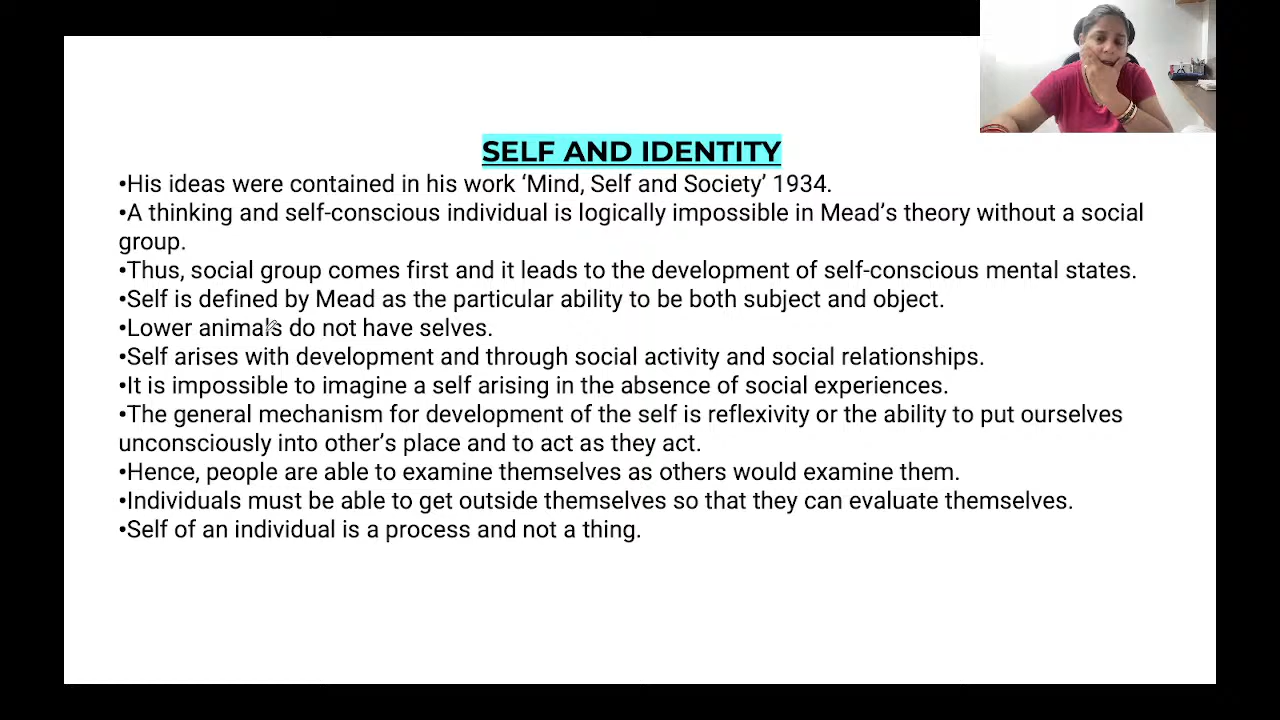 SELF AND IDENTITY
•His ideas were contained in his work ‘Mind, Self and Society’ 1934.
•A thinking and self-conscious individual is logically impossible in Mead’s theory without a social
group.
•Thus, social group comes first and it leads to the development of self-conscious mental states.
•Self is defined by Mead as the particular ability to be both subject and object.
•Lower animals do not have selves.
•Self arises with development and through social activity and social relationships.
•It is impossible to imagine a self arising in the absence of social experiences.
•The general mechanism for development of the self is reflexivity or the ability to put ourselves
unconsciously into other’s place and to act as they act.
•Hence, people are able to examine themselves as others would examine them.
•Individuals must be able to get outside themselves so that they can evaluate themselves.
•Self of an individual is a process and not a thing.